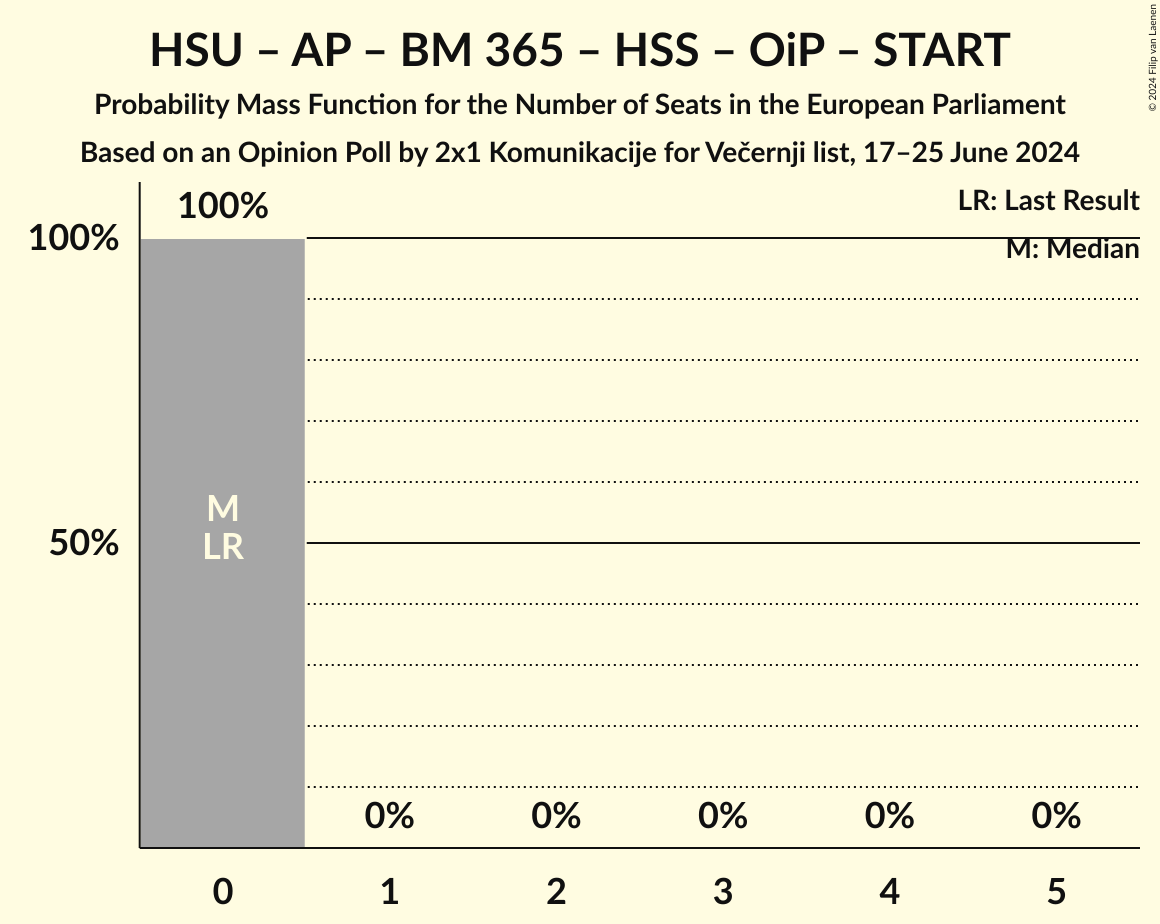 HSU – AP – BM 365 – HSS – OiP – START
Probability Mass Function for the Number of Seats in the European Parliament
Based on an Opinion Poll by 2x1 Komunikacije for Večernji list, 17–25 June 2024
© 2024 Filip van Laenen
LR: Last Result
M: Median
100%
100%
50%
M
LR
0% 0% 0% 0% 0%
0 1 2 3 4 5